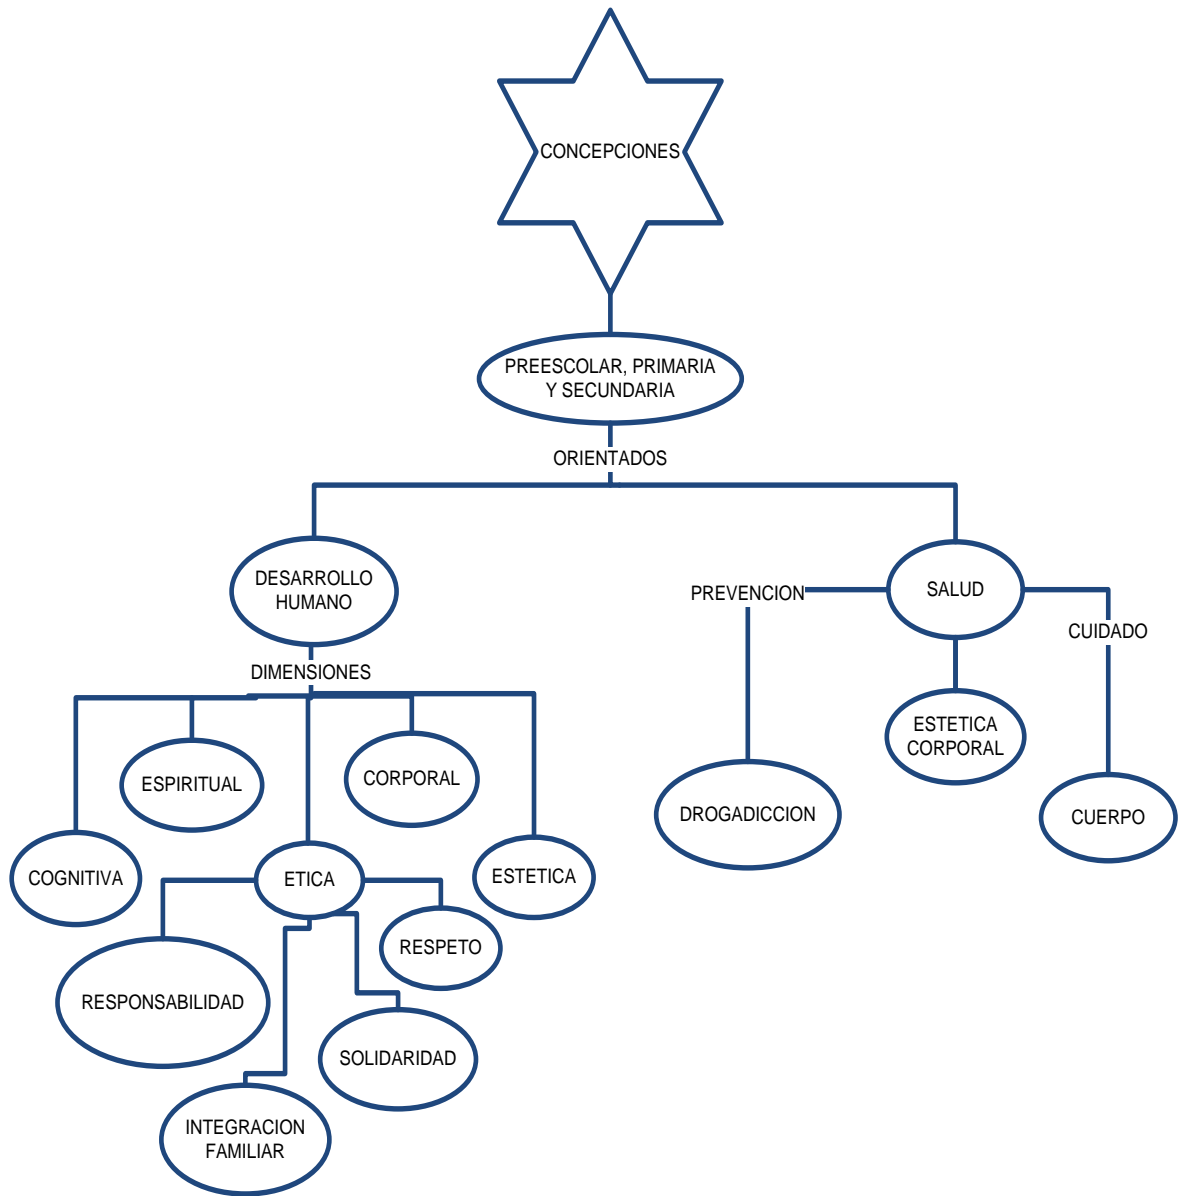 CONCEPCIONES
PREESCOLAR, PRIMARIA
Y SECUNDARIA
ORIENTADOS
DESARROLLO
HUMANO
SALUD
PREVENCION
CUIDADO
DIMENSIONES
ESTETICA
CORPORAL
ESPIRITUAL
CORPORAL
DROGADICCION
CUERPO
COGNITIVA
ETICA
ESTETICA
RESPETO
RESPONSABILIDAD
SOLIDARIDAD
INTEGRACION
FAMILIAR